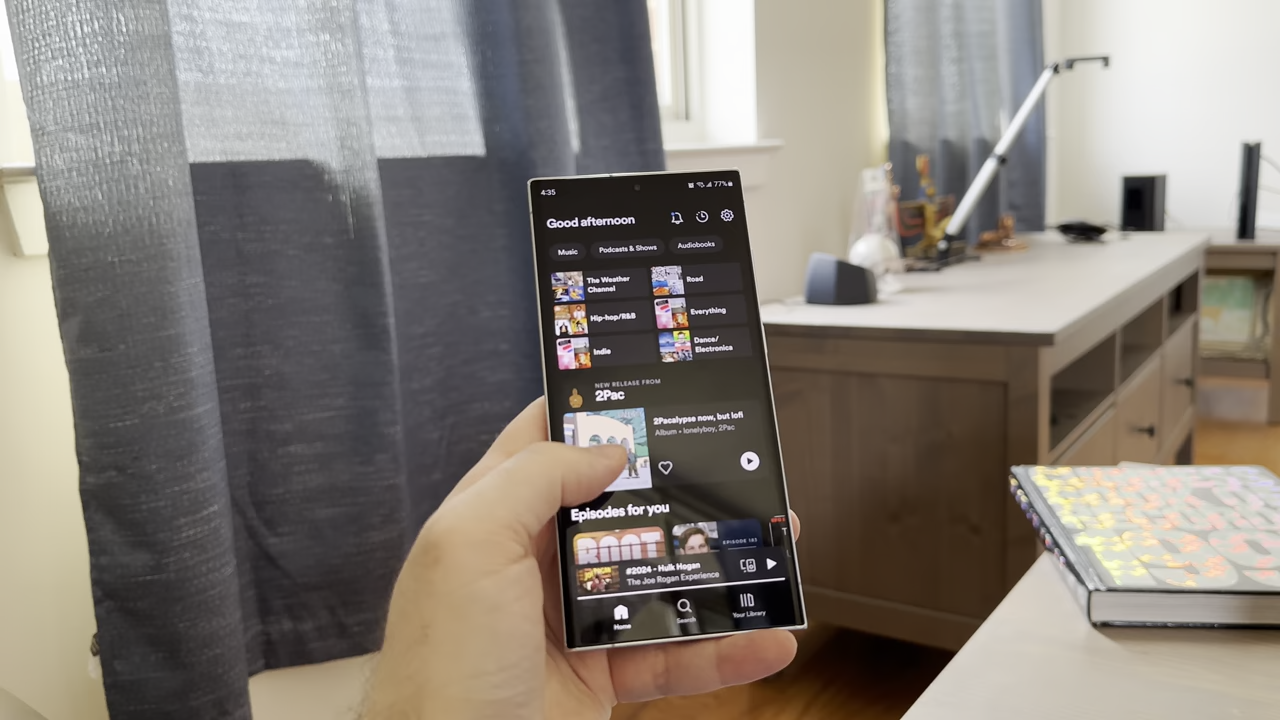 4:35
77%
Good afternoon
Music
Podcasts & Shows
Audiobooks
The Weather
Channel
Road
Hip-hop/R&B
Everything
Indie
Dance/
Electronica
NEW RELEASE FROM
2Pac
2Pacalypse now, but lofi
Album • lonelyboy, 2Pac
Episodes for you
ROOT
EPISODE 183
#2024 - Hulk Hogan
The Joe Rogan Experience
Home
Search
Your Library